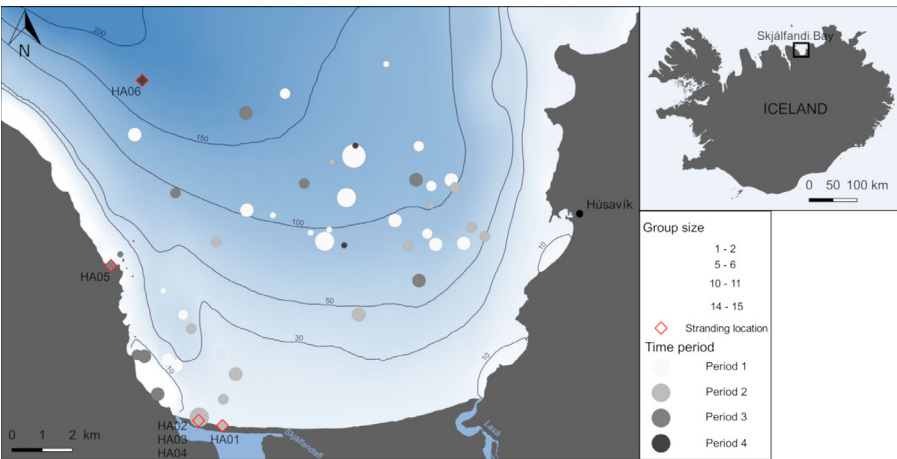 N
200
HA06
150
100
50
30
10
10
10
Húsavík
HA05
HA02
HA03
HA04
HA01
Skjálfandafl.
Laxá
0 1 2 km
Skjálfandi Bay
ICELAND
0 50 100 km
Group size
1 - 2
5 - 6
10 - 11
14 - 15
Stranding location
Time period
Period 1
Period 2
Period 3
Period 4